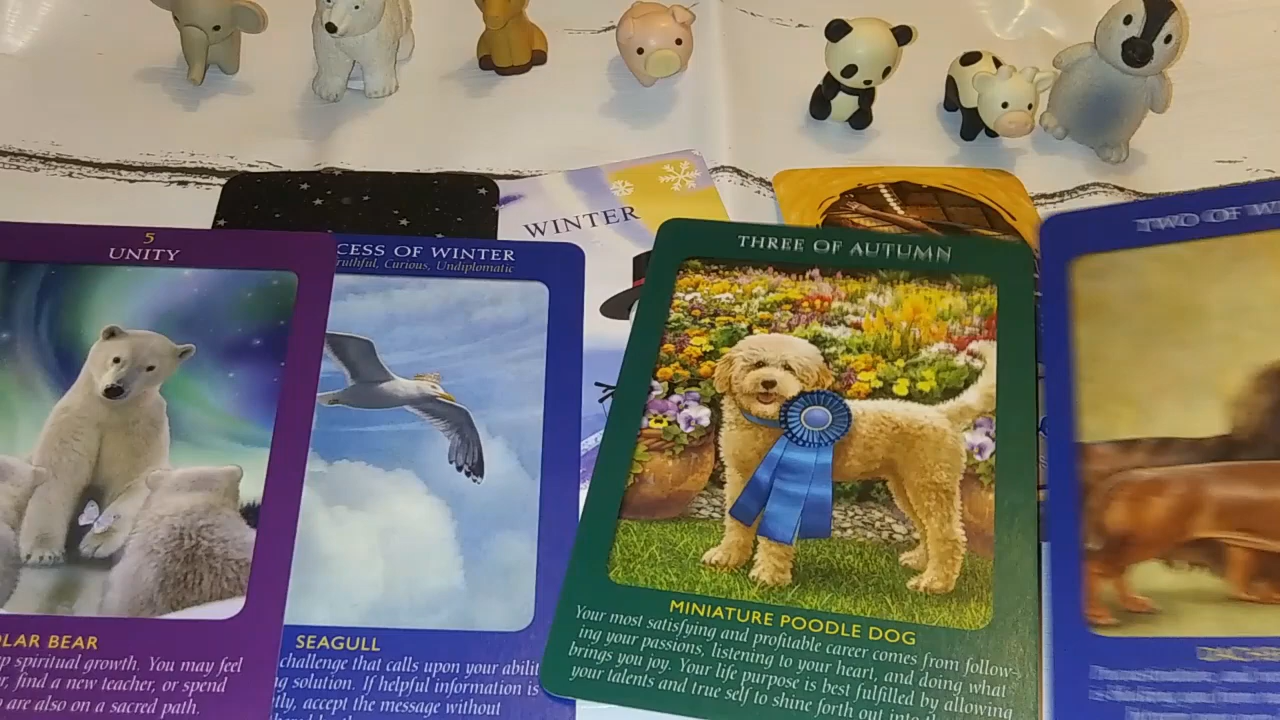 5
UNITY
LAR BEAR
spiritual growth. You may feel
find a new teacher, or spend
are also on a sacred path.
CESS OF WINTER
ruthful, Curious, Undiplomatic
SEAGULL
challenge that calls upon your abili
g solution. If helpful information is
ly, accept the message without
WINTER
THREE OF AUTUMN
MINIATURE POODLE DOG
Your most satisfying and profitable career comes from follow-
ing your passions, listening to your heart, and doing what
brings you joy. Your life purpose is best fulfilled by allowing
your talents and true self to shine forth out into the
TWO OF W